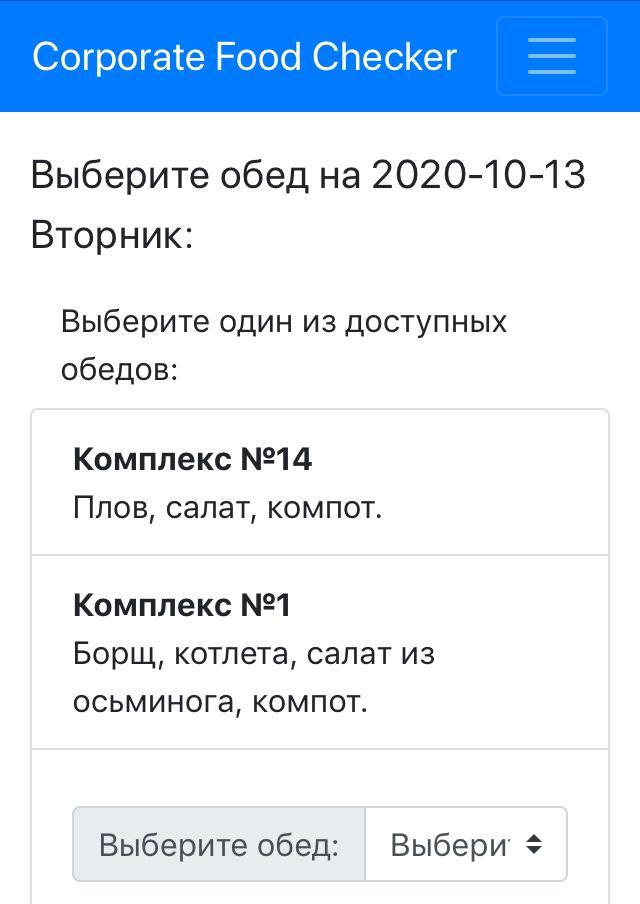 Corporate Food Checker
Выберите обед на 2020-10-13
Вторник:
Выберите один из доступных
обедов:
Комплекс №14
Плов, салат, компот.
Комплекс №1
Борщ, котлета, салат из
осьминога, компот.
Выберите обед: Выбери